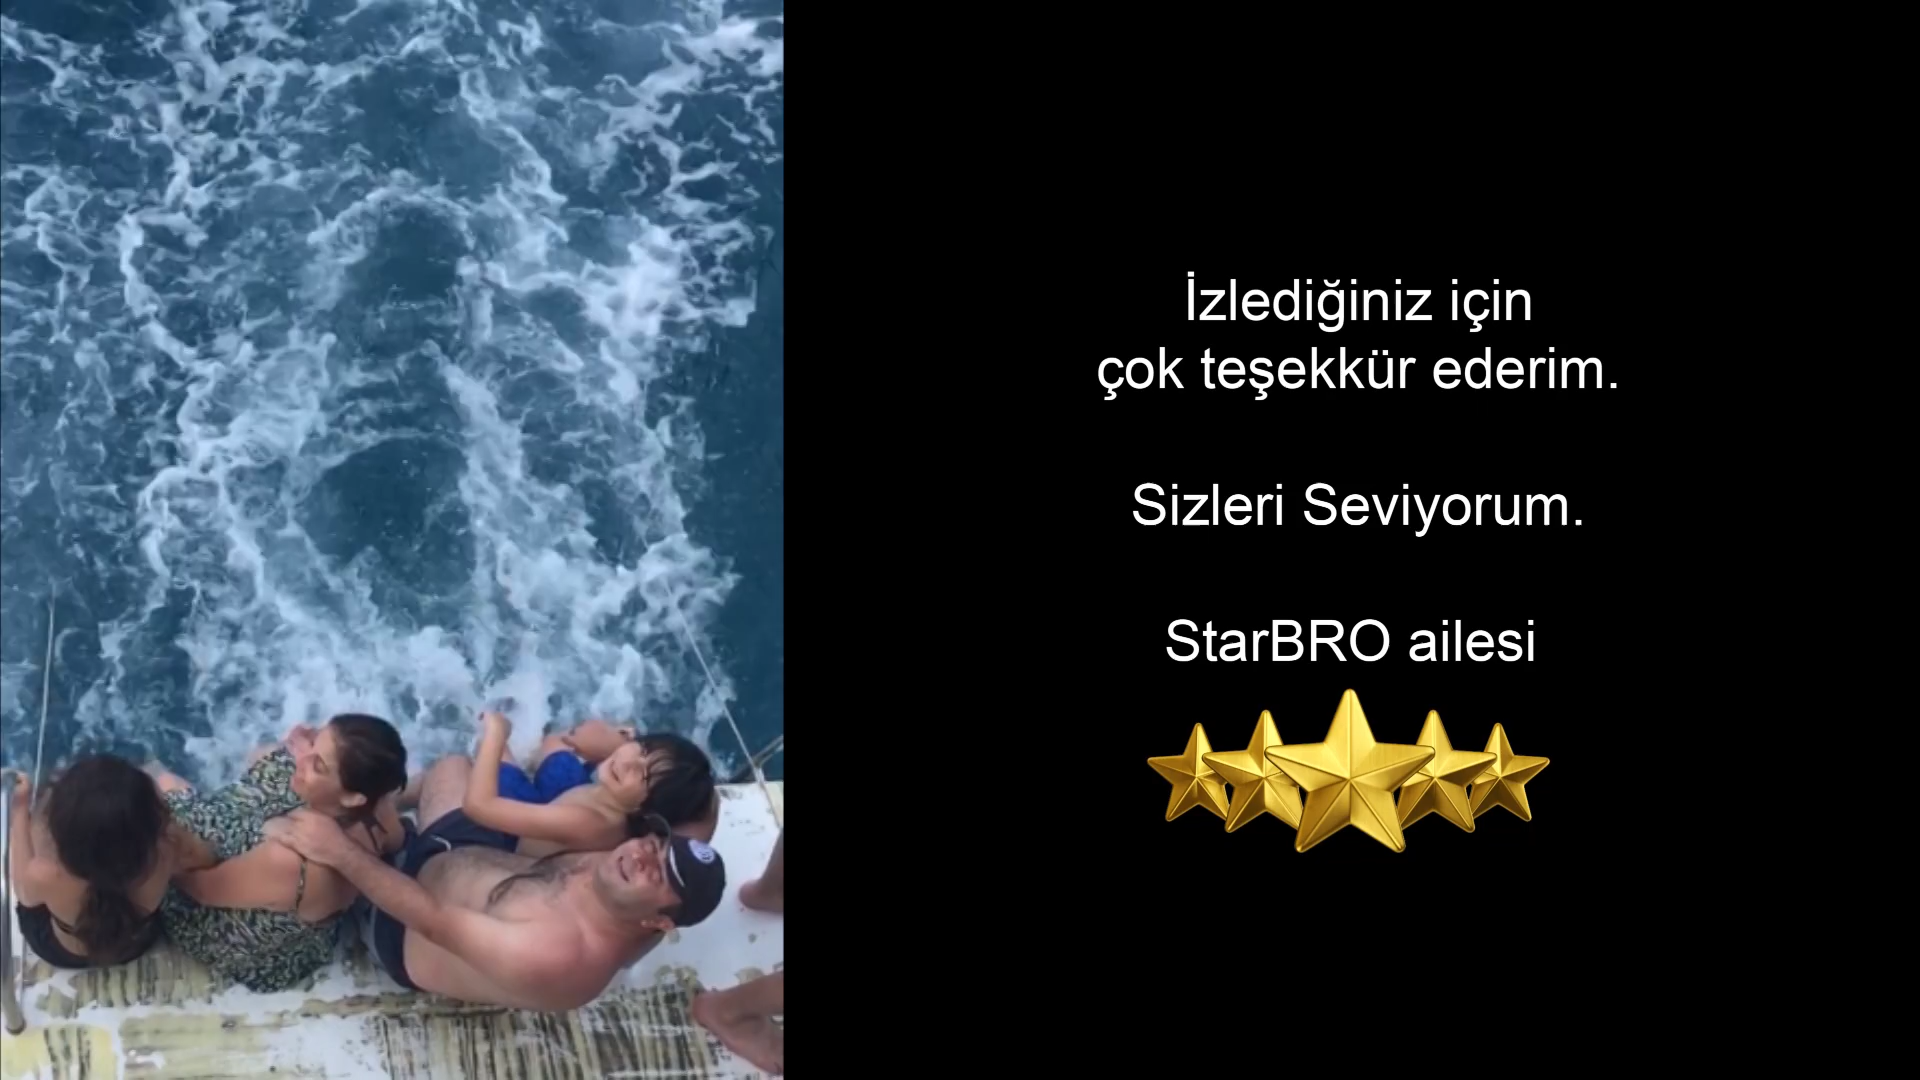 İzlediğiniz için
çok teşekkür ederim.
Sizleri Seviyorum.
StarBRO ailesi